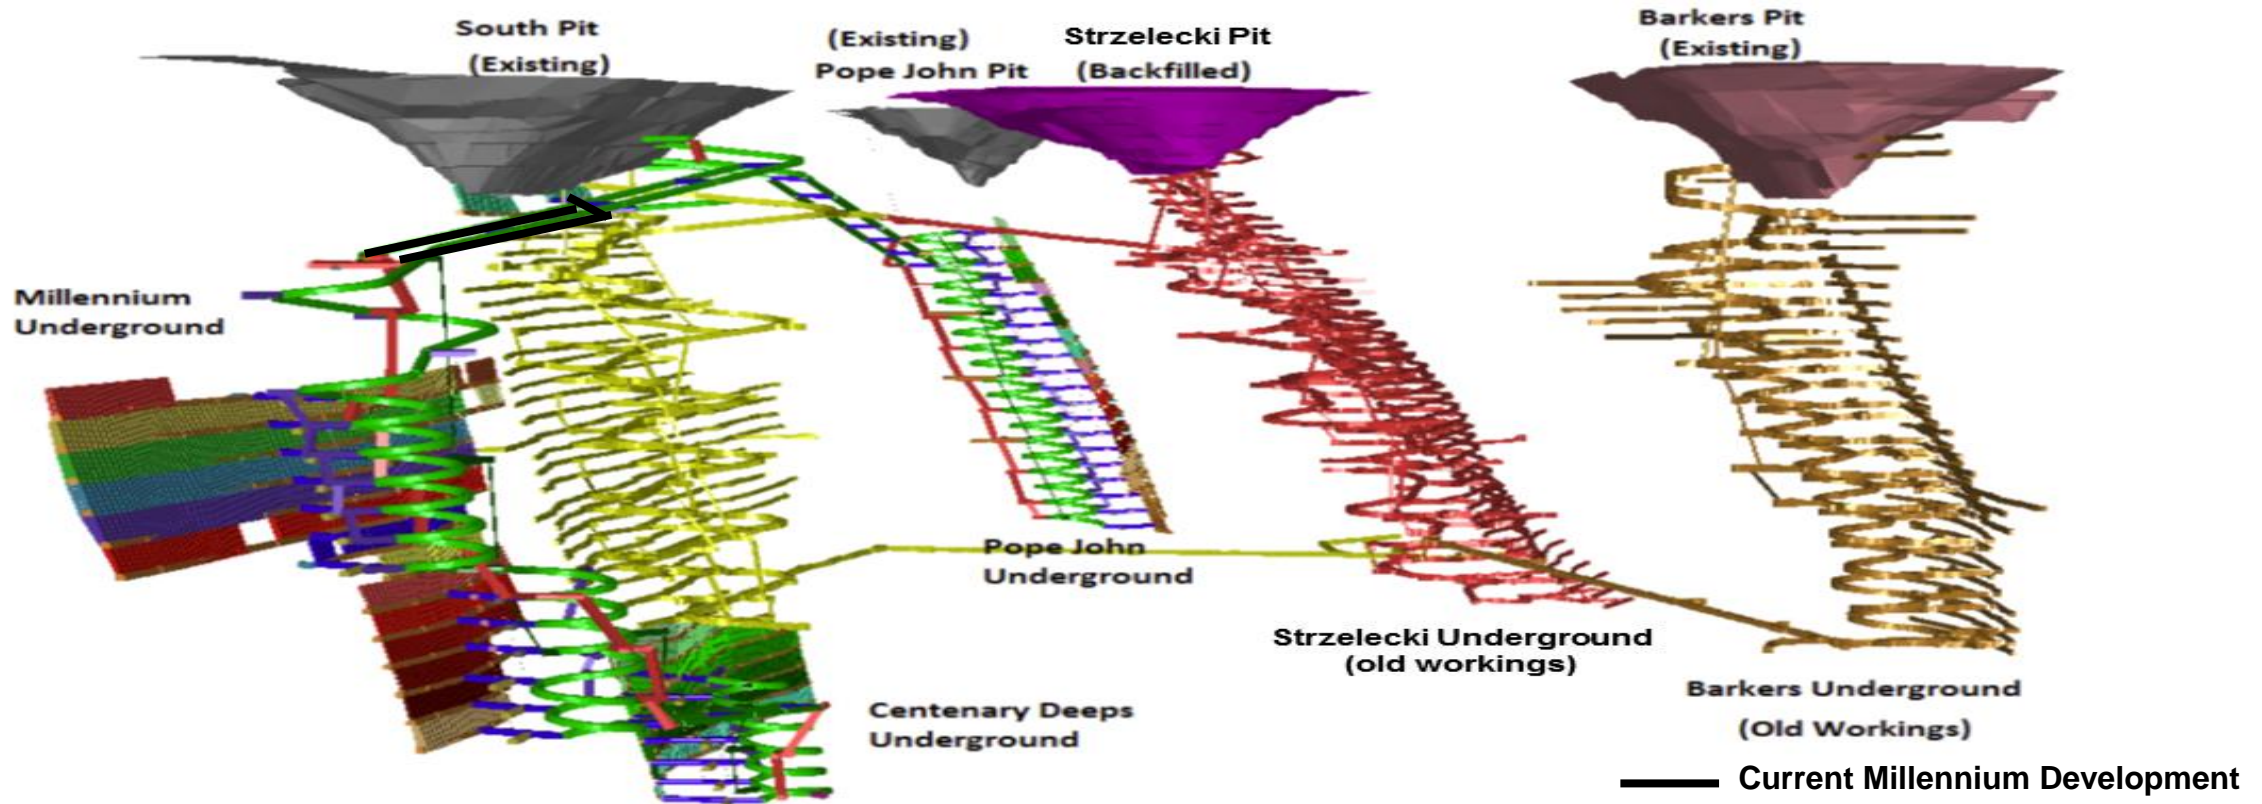 South Pit
(Existing)
(Existing)
Pope John Pit
Strzelecki Pit
(Backfilled)
Barkers Pit
(Existing)
Millennium
Underground
Pope John
Underground
Strzelecki Underground
(old workings)
Centenary Deeps
Underground
Barkers Underground
(Old Workings)
Current Millennium Development